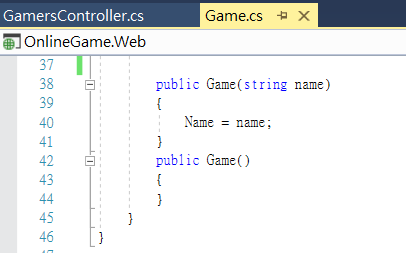 GamersController.cs Game.cs
OnlineGame.Web
37
38 public Game(string name)
39 {
40 Name = name;
41 }
42 public Game()
43 {
44 }
45 }
46 }